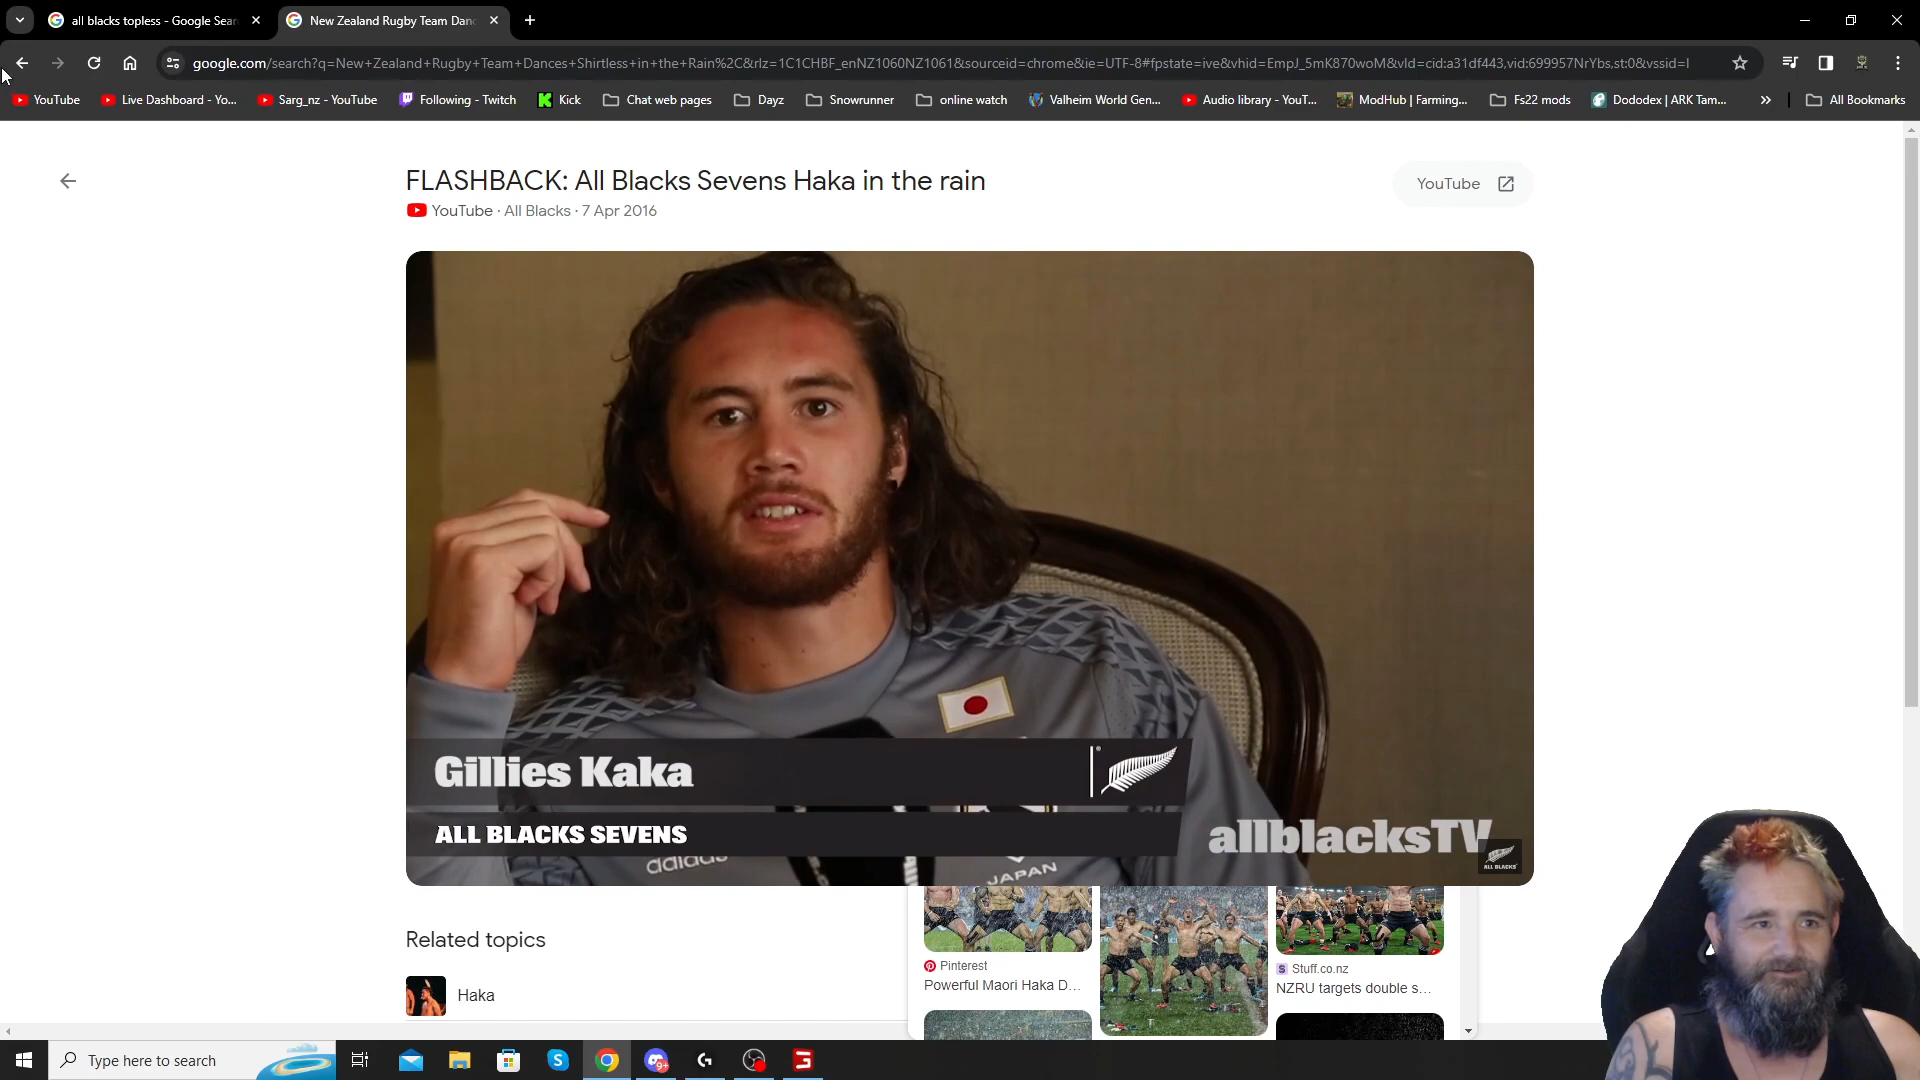 all blacks topless - Google Sear
New Zealand Rugby Team Danc
google.com/search?q=New+Zealand+Rugby+Team+Dances+Shirtless+in+the+Rain%2C&rlz=1C1CHBF_enNZ1060NZ1061&sourceid=chrome&ie=UTF-8#fpstate=ive&vhid=EmpJ_5mK870woM&vld=cid:a31df443,vid:699957NrYbs,st:0&vssid=l
YouTube
Live Dashboard - Yo...
Sarg_nz - YouTube
Following - Twitch
Kick
Chat web pages
Dayz
Snowrunner
online watch
Valheim World Gen...
Audio library - YouT...
ModHub | Farming...
Fs22 mods
Dododex | ARK Tam...
»
All Bookmarks
FLASHBACK: All Blacks Sevens Haka in the rain
YouTube · All Blacks · 7 Apr 2016
YouTube
Gillies Kaka
ALL BLACKS SEVENS
allblacksTV
ALL BLACKS
adidas
JAPAN
Related topics
Haka
Pinterest
Powerful Maori Haka D...
S Stuff.co.nz
NZRU targets double s...
Type here to search
9+